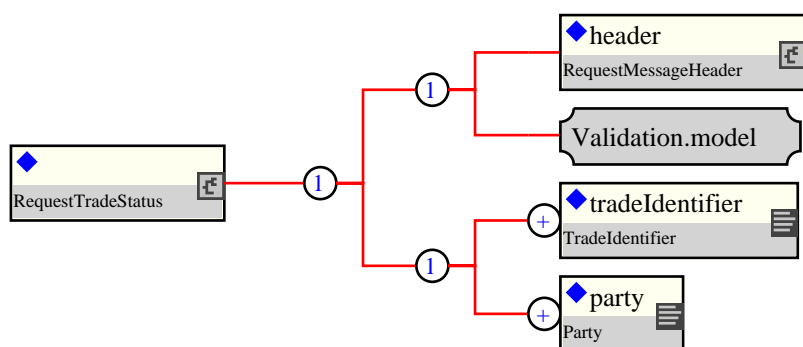 header
RequestMessageHeader
1
Validation.model
RequestTradeStatus
1
tradeIdentifier
+
TradeIdentifier
1
party
+
Party